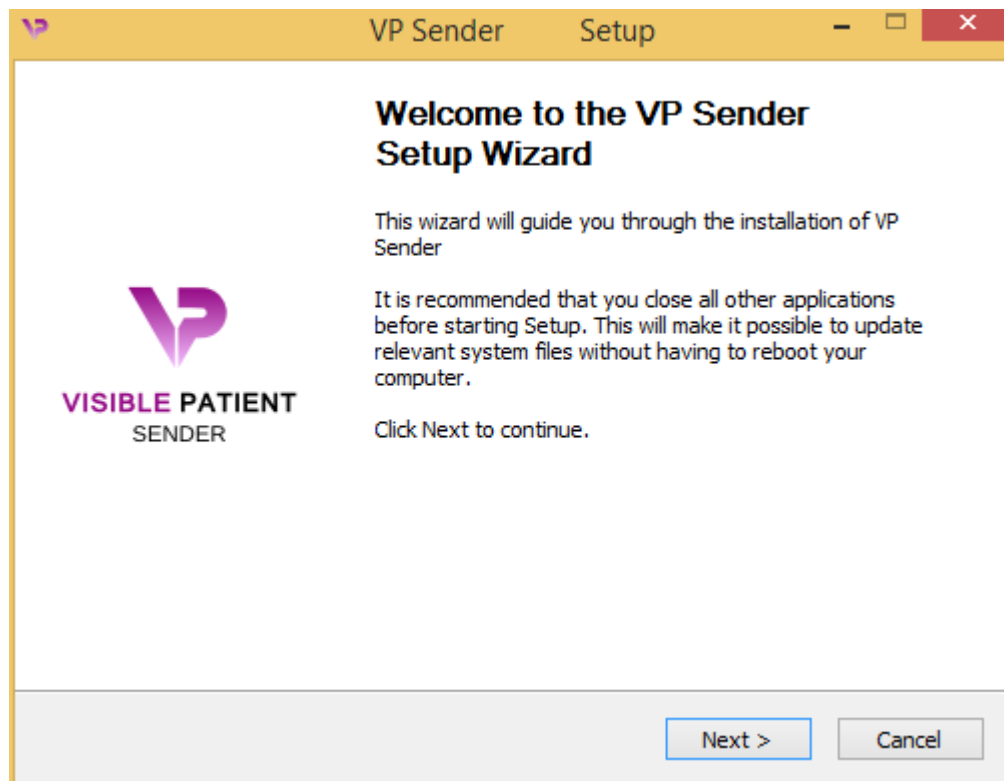 VP Sender Setup
Welcome to the VP Sender
Setup Wizard
This wizard will guide you through the installation of VP
Sender
It is recommended that you close all other applications
before starting Setup. This will make it possible to update
relevant system files without having to reboot your
computer.
Click Next to continue.
VP
VISIBLE PATIENT
SENDER
Next >
Cancel